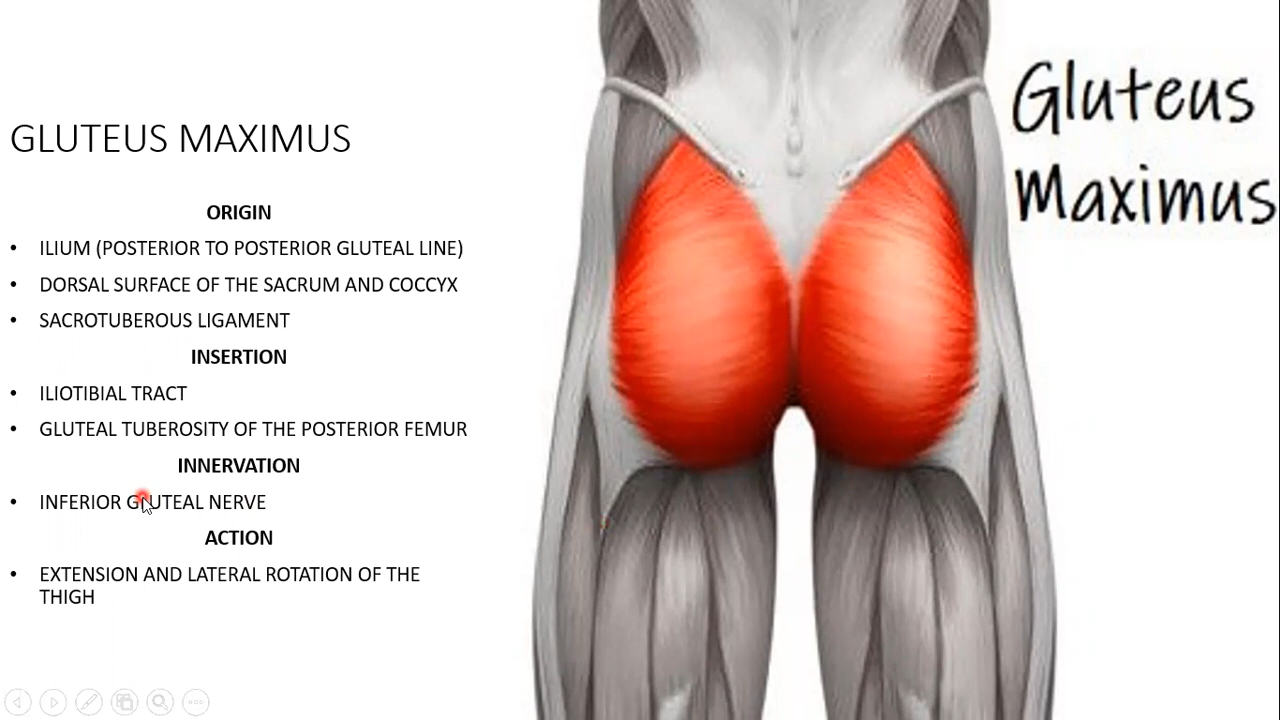 GLUTEUS MAXIMUS
ORIGIN
• ILIUM (POSTERIOR TO POSTERIOR GLUTEAL LINE)
• DORSAL SURFACE OF THE SACRUM AND COCCYX
• SACROTUBEROUS LIGAMENT
INSERTION
• ILIOTIBIAL TRACT
• GLUTEAL TUBEROSITY OF THE POSTERIOR FEMUR
INNERVATION
• INFERIOR GLUTEAL NERVE
ACTION
• EXTENSION AND LATERAL ROTATION OF THE
THIGH
Gluteus
Maximus